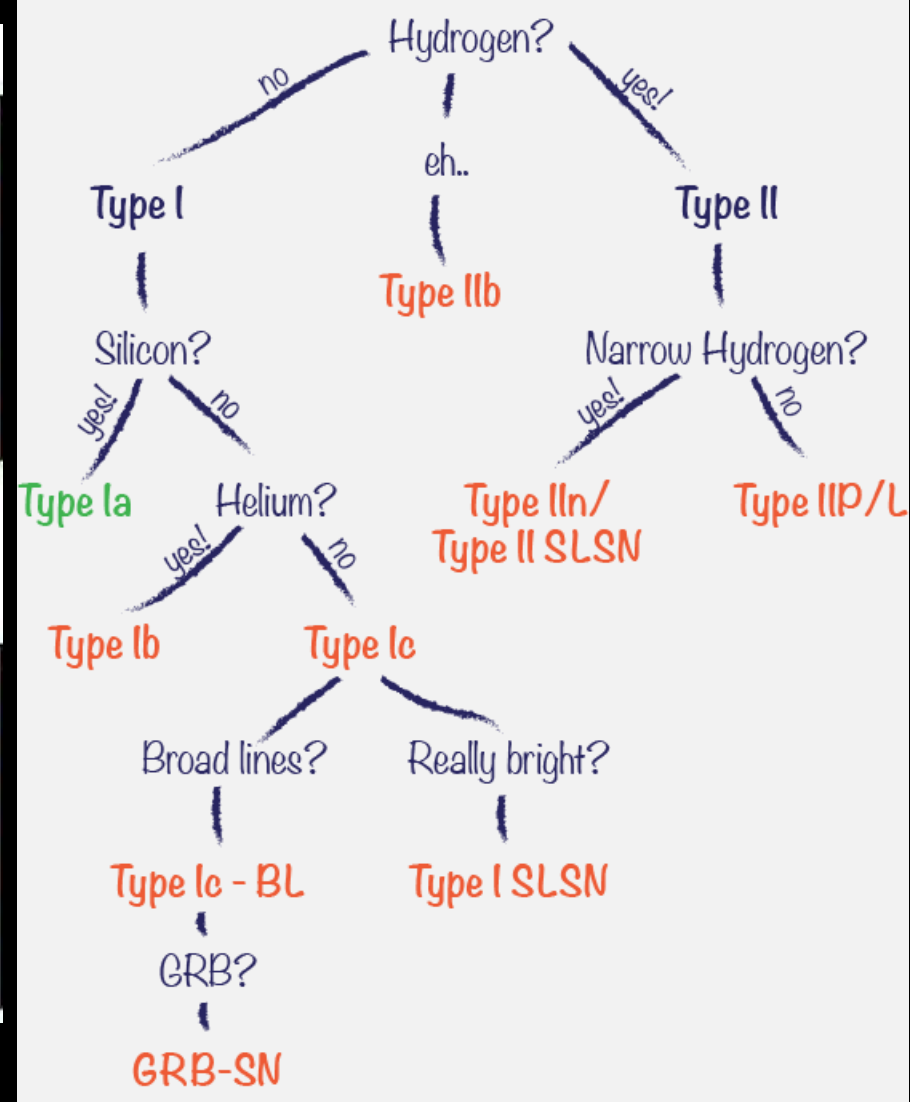 Hydrogen?
no
yes!
eh..
Type I
Type II
Type IIb
Silicon?
Narrow Hydrogen?
yes!
no
yes!
no
Type Ia
Helium?
Type IIn/
Type II SLSN
Type IIP/L
yes!
no
Type Ib
Type Ic
Broad lines?
Really bright?
Type Ic - BL
Type I SLSN
GRB?
GRB-SN